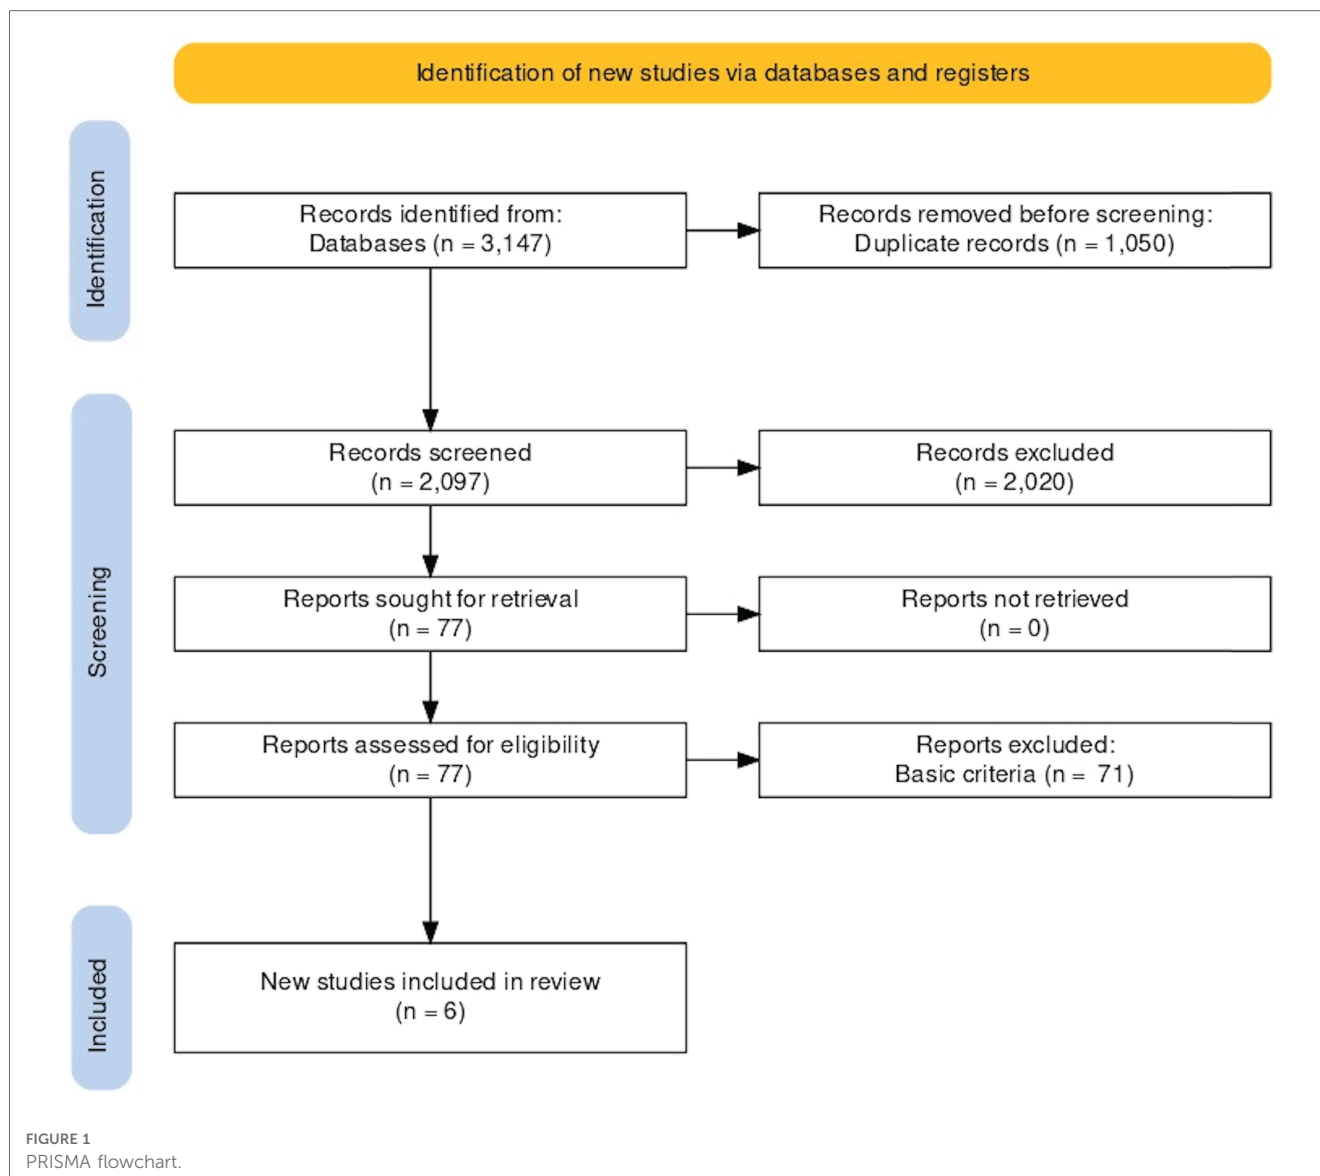 Identification of new studies via databases and registers
Identification
Records identified from:
Databases (n = 3,147)
Records removed before screening:
Duplicate records (n = 1,050)
Screening
Records screened
(n = 2,097)
Records excluded
(n = 2,020)
Reports sought for retrieval
(n = 77)
Reports not retrieved
(n = 0)
Reports assessed for eligibility
(n = 77)
Reports excluded:
Basic criteria (n = 71)
Included
New studies included in review
(n = 6)
FIGURE 1
PRISMA flowchart.